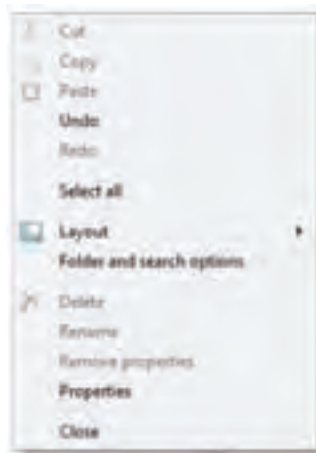 Cut
Copy
Paste
Undo
Redo
Select all
Layout
Folder and search options
Delete
Rename
Remove properties
Properties
Close